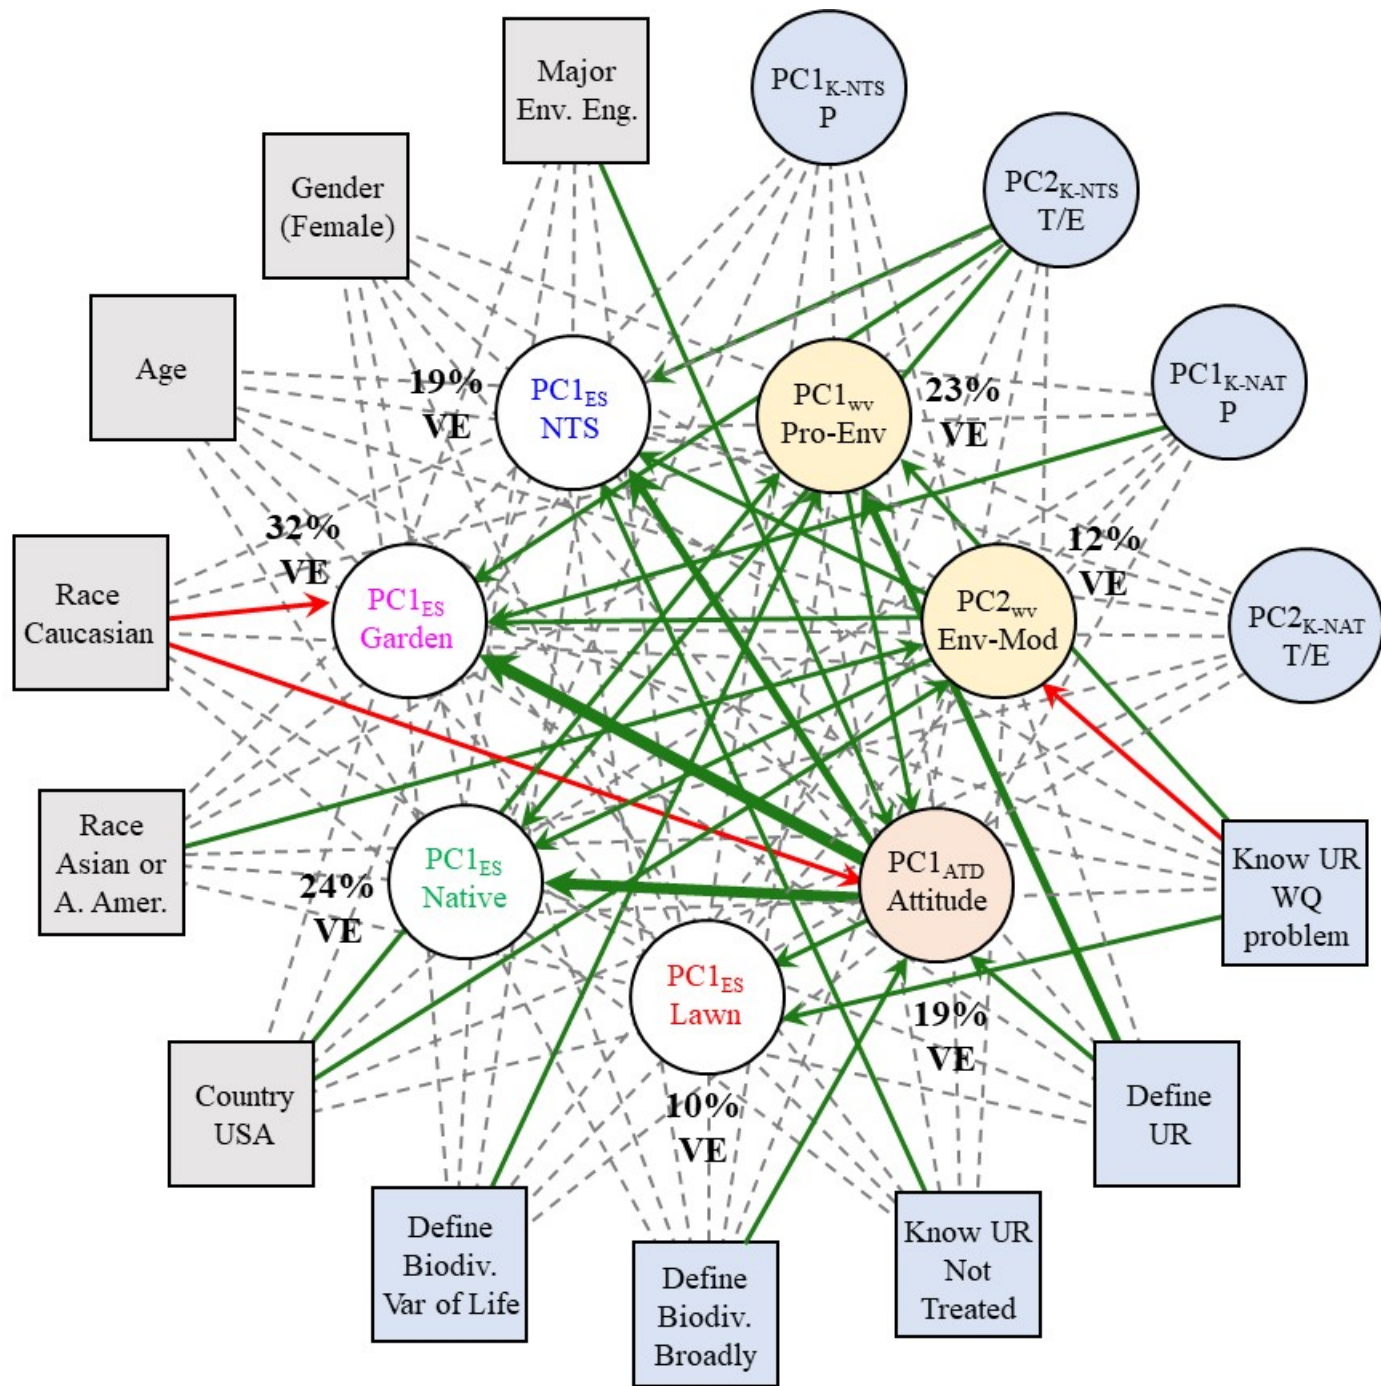 Major
Env. Eng.
PC1K-NTS
P
Gender
(Female)
PC2K-NTS
T/E
Age
19%
VE
PC1ES
NTS
PC1wv
Pro-Env
23%
VE
PC1K-NAT
P
32%
VE
12%
VE
Race
Caucasian
PC1ES
Garden
PC2wv
Env-Mod
PC2K-NAT
T/E
Race
Asian or
A. Amer.
24%
VE
PC1ES
Native
PC1ATD
Attitude
Know UR
WQ
problem
PC1ES
Lawn
19%
VE
Country
USA
10%
VE
Define
UR
Define
Biodiv.
Var of Life
Define
Biodiv.
Broadly
Know UR
Not
Treated